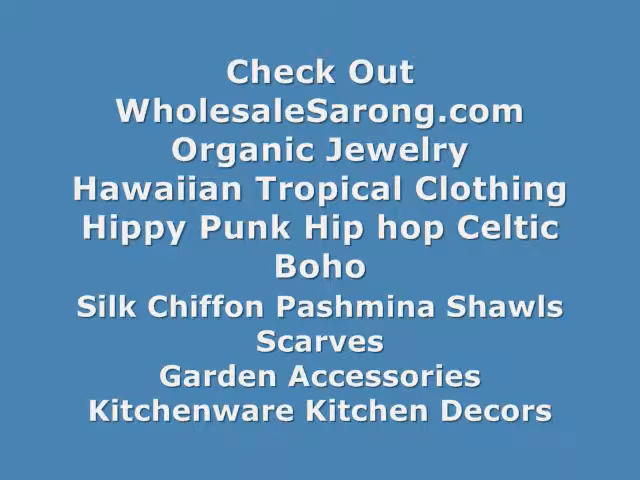 Check Out
WholesaleSarong.com
Organic Jewelry
Hawaiian Tropical Clothing
Hippy Punk Hip hop Celtic
Boho
Silk Chiffon Pashmina Shawls
Scarves
Garden Accessories
Kitchenware Kitchen Decors